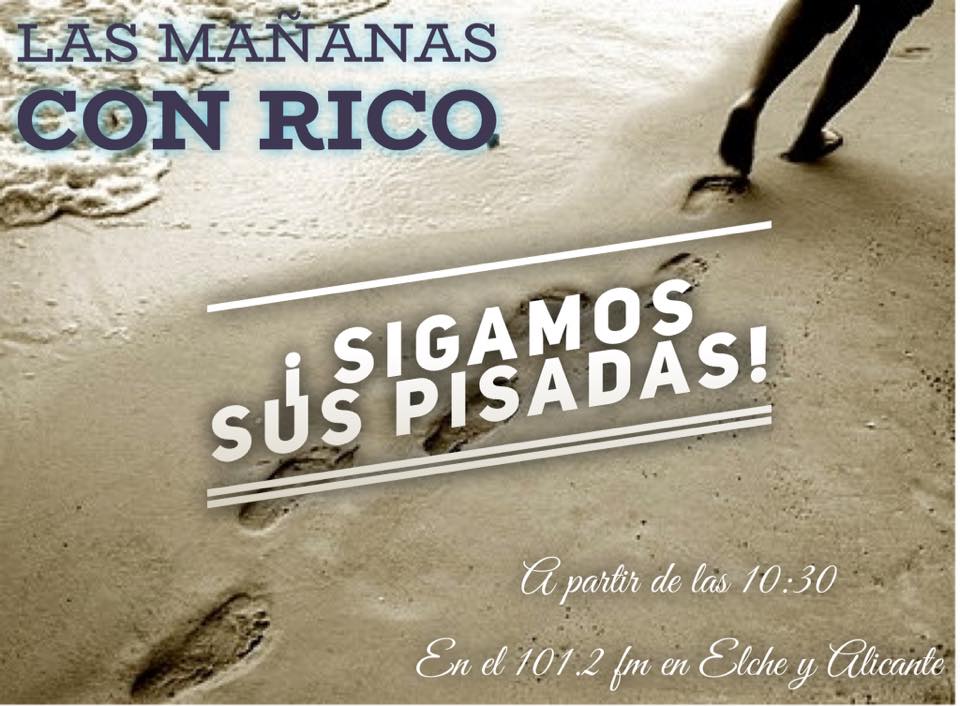 LAS MAÑANAS
CON RICO
¡SIGAMOS
SUS PISADAS!
A partir de las 10:30
En el 101.2 fm en Elche y Alicante